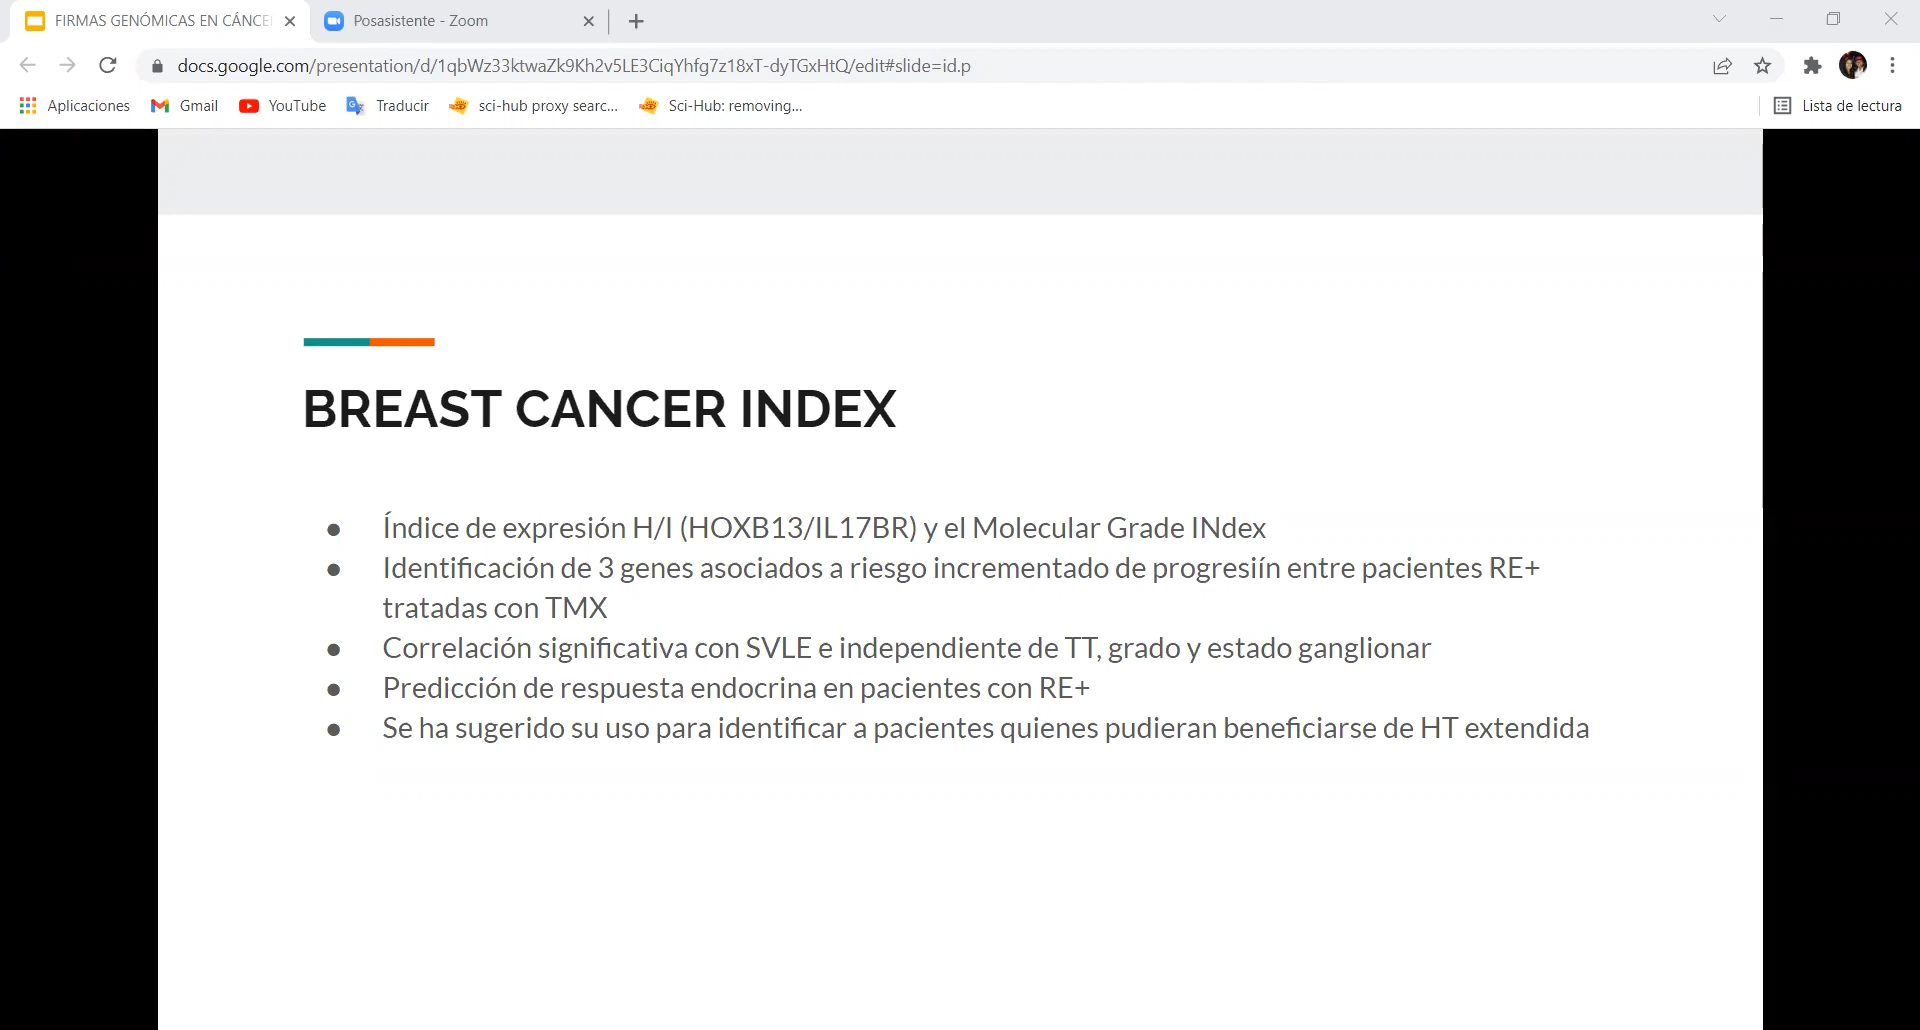 FIRMAS GENÓMICAS EN CÁNCE
Posasistente - Zoom
docs.google.com/presentation/d/1qbWz33ktwaZk9Kh2v5LE3CiqYhfg7z18xT-dyTGxHtQ/edit#slide=id.p
Aplicaciones Gmail YouTube Traducir sci-hub proxy searc... Sci-Hub: removing... Lista de lectura
BREAST CANCER INDEX
● Índice de expresión H/I (HOXB13/IL17BR) y el Molecular Grade INdex
● Identificación de 3 genes asociados a riesgo incrementado de progresiín entre pacientes RE+
tratadas con TMX
● Correlación significativa con SVLE e independiente de TT, grado y estado ganglionar
● Predicción de respuesta endocrina en pacientes con RE+
● Se ha sugerido su uso para identificar a pacientes quienes pudieran beneficiarse de HT extendida